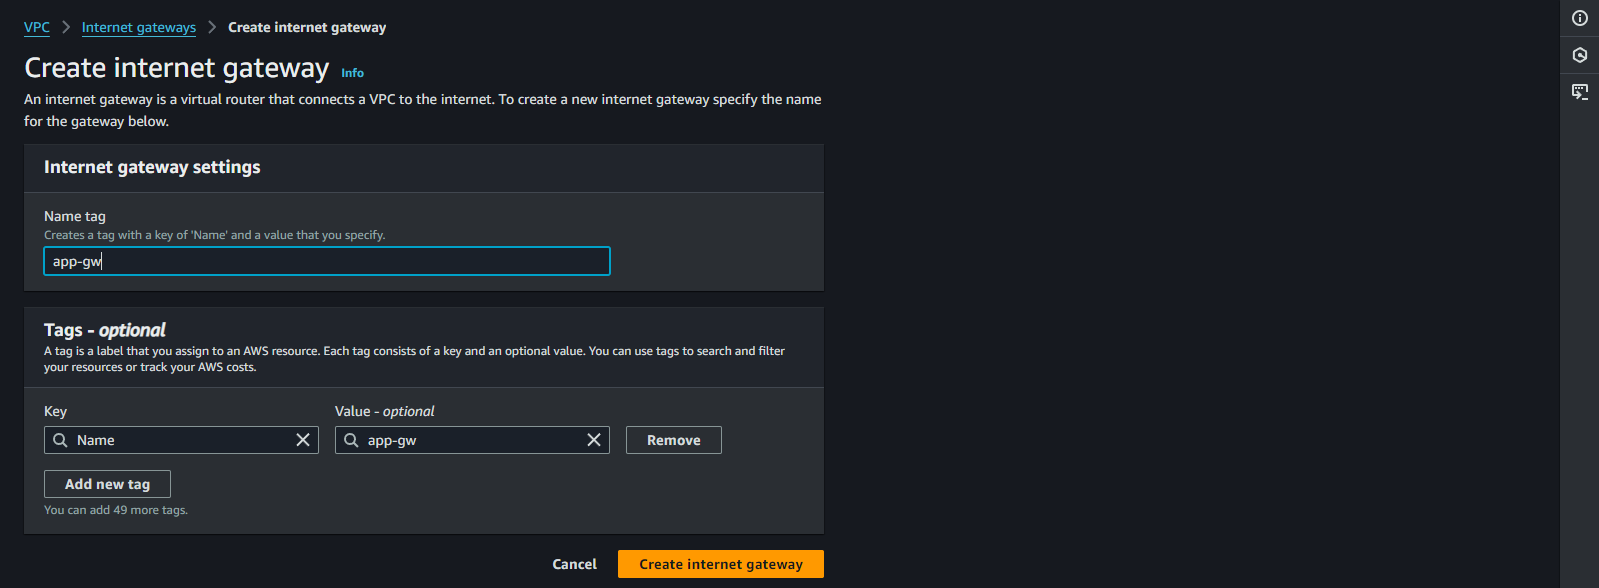 VPC > Internet gateways > Create internet gateway
Create internet gateway Info
An internet gateway is a virtual router that connects a VPC to the internet. To create a new internet gateway specify the name
for the gateway below.
Internet gateway settings
Name tag
Creates a tag with a key of 'Name' and a value that you specify.
app-gw
Tags - optional
A tag is a label that you assign to an AWS resource. Each tag consists of a key and an optional value. You can use tags to search and filter
your resources or track your AWS costs.
Key Value - optional
Name app-gw Remove
Add new tag
You can add 49 more tags.
Cancel Create internet gateway